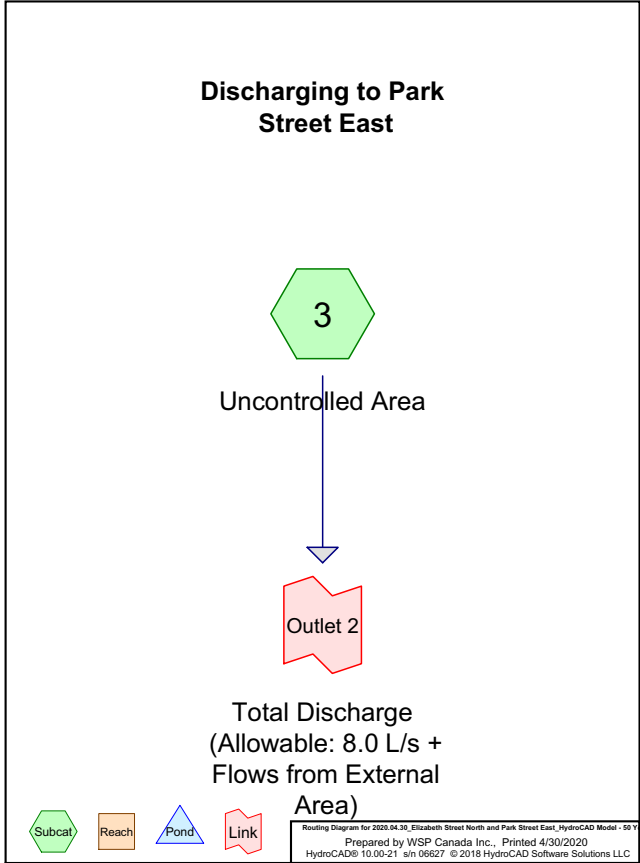 Discharging to Park
Street East
3
Uncontrolled Area
Outlet 2
Total Discharge
(Allowable: 8.0 L/s +
Flows from External
Area)
Subcat
Reach
Pond
Link
Routing Diagram for 2020.04.30_Elizabeth Street North and Park Street East_HydroCAD Model - 50 Y
Prepared by WSP Canada Inc., Printed 4/30/2020
HydroCAD® 10.00-21 s/n 06627 © 2018 HydroCAD Software Solutions LLC